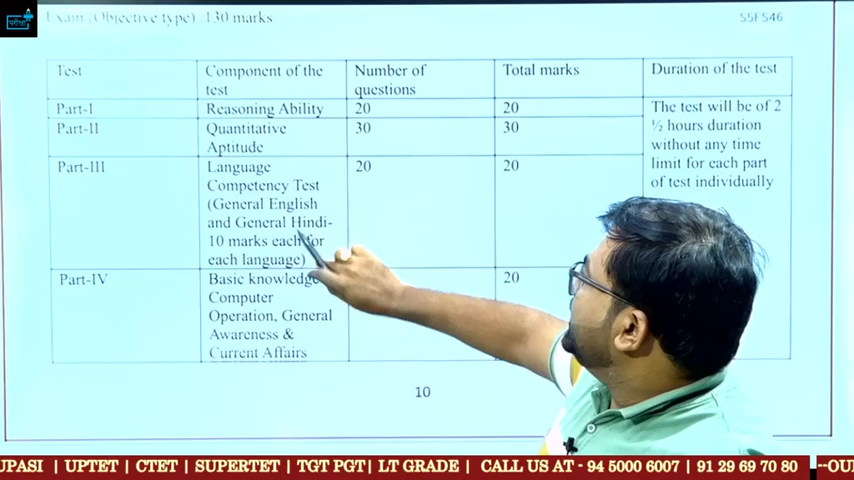 परीक्षा
Exam (Objective type) .130 marks
S5FS46
Test
Component of the
test
Number of
questions
Total marks
Duration of the test
Part-I
Reasoning Ability
20
20
The test will be of 2
½ hours duration
without any time
limit for each part
of test individually
Part-II
Quantitative
Aptitude
30
30
Part-III
Language
Competency Test
(General English
and General Hindi-
10 marks each for
each language)
20
20
Part-IV
Basic knowledge
Computer
Operation, General
Awareness &
Current Affairs
20
10
UPASI | UPTET | CTET | SUPERTET | TGT PGT| LT GRADE | CALL US AT - 94 5000 6007 | 91 29 69 70 80 --OU